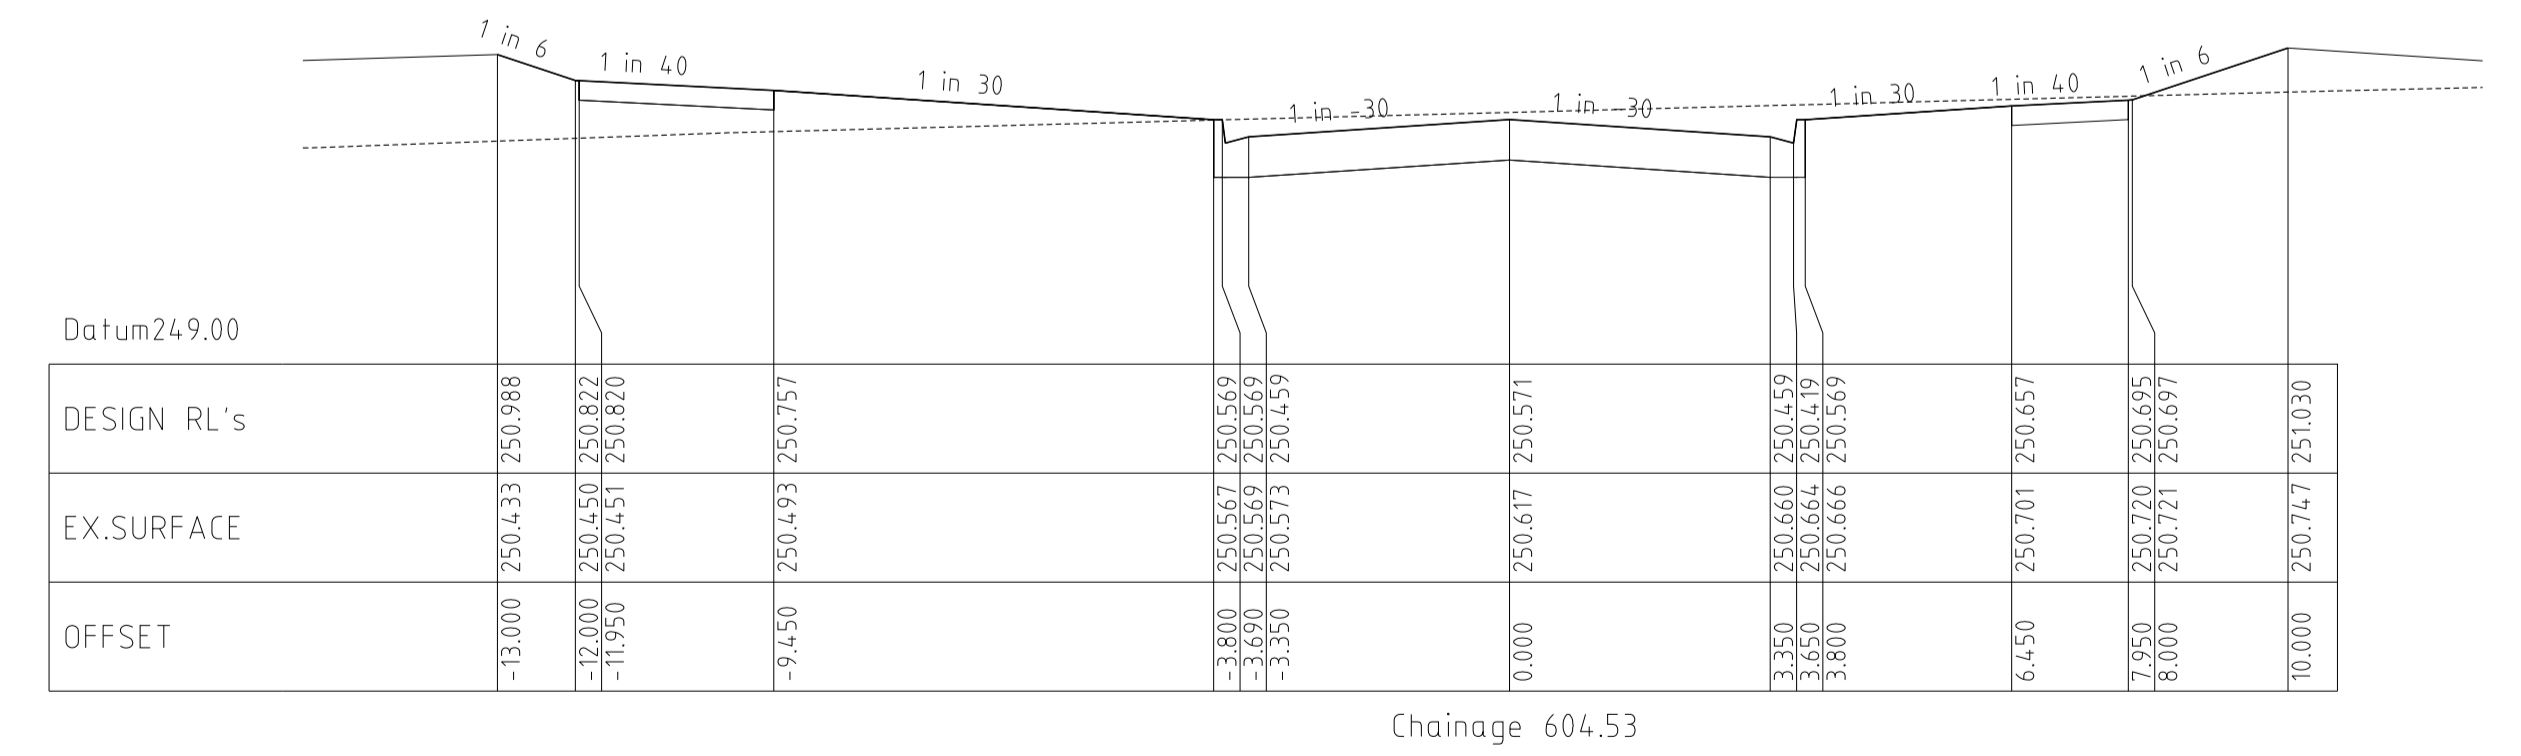 1 in 6
1 in 40
1 in 30
1 in -30
1 in -30
1 in 30
1 in 40
1 in 6
Datum249.00
DESIGN RL's 250.988 250.822 250.820 250.757 250.569 250.569 250.459 250.571 250.459 250.419 250.569 250.657 250.695 250.697 251.030
EX.SURFACE 250.433 250.450 250.451 250.493 250.567 250.569 250.573 250.617 250.660 250.664 250.666 250.701 250.720 250.721 250.747
OFFSET -13.000 -12.000 -11.950 -9.450 -3.800 -3.690 -3.350 0.000 3.350 3.650 3.800 6.450 7.950 8.000 10.000
Chainage 604.53